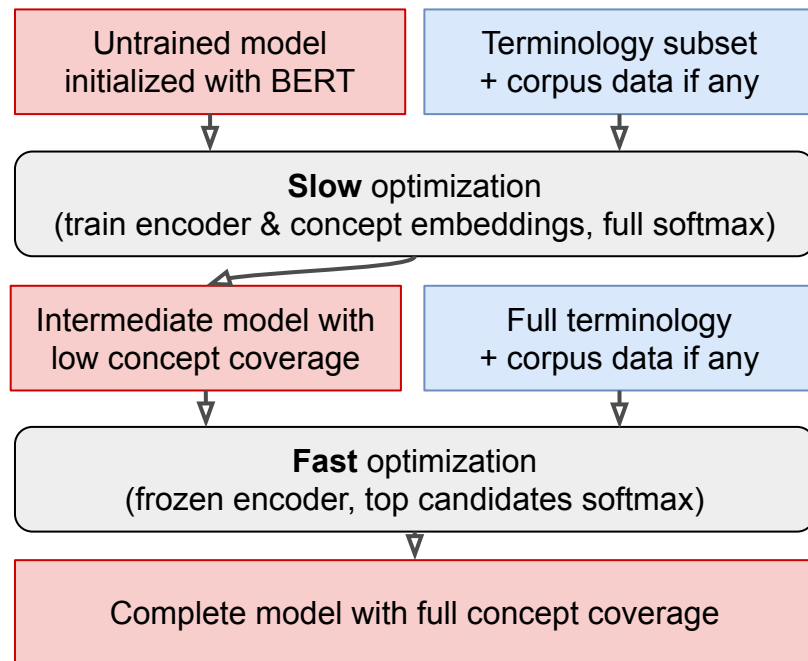 Untrained model
initialized with BERT
Terminology subset
+ corpus data if any
Slow optimization
(train encoder & concept embeddings, full softmax)
Intermediate model with
low concept coverage
Full terminology
+ corpus data if any
Fast optimization
(frozen encoder, top candidates softmax)
Complete model with full concept coverage